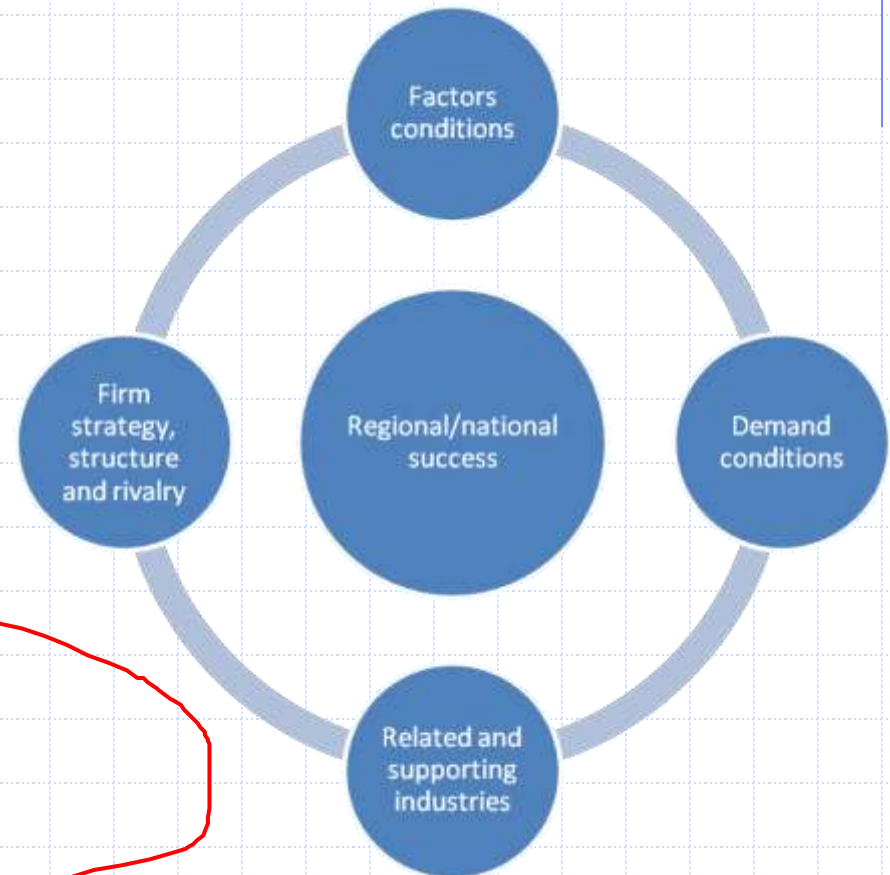 Factors
conditions
Firm
strategy,
structure
and rivalry
Regional/national
success
Demand
conditions
Related and
supporting
industries